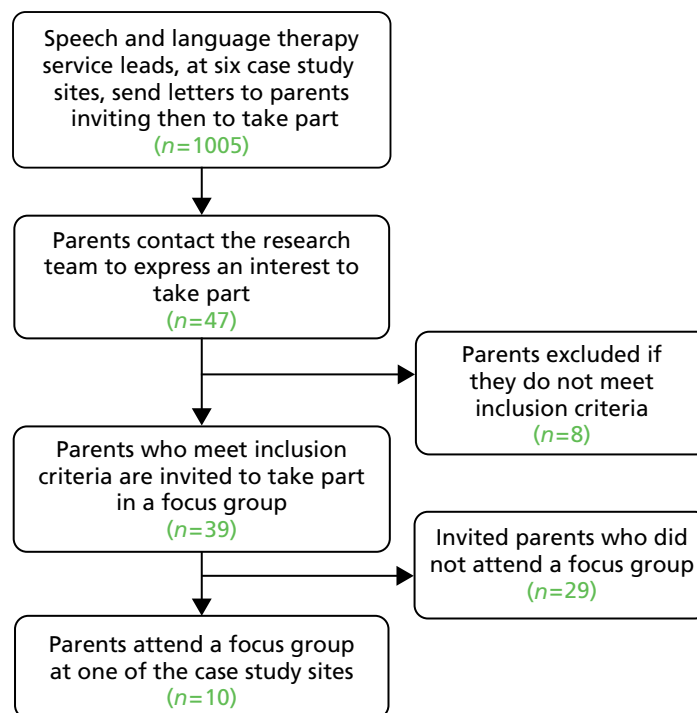 Speech and language therapy
service leads, at six case study
sites, send letters to parents
inviting then to take part
(n=1005)
Parents contact the research
team to express an interest to
take part
(n=47)
Parents excluded if
they do not meet
inclusion criteria
(n=8)
Parents who meet inclusion
criteria are invited to take part
in a focus group
(n=39)
Invited parents who did
not attend a focus group
(n=29)
Parents attend a focus group
at one of the case study sites
(n=10)